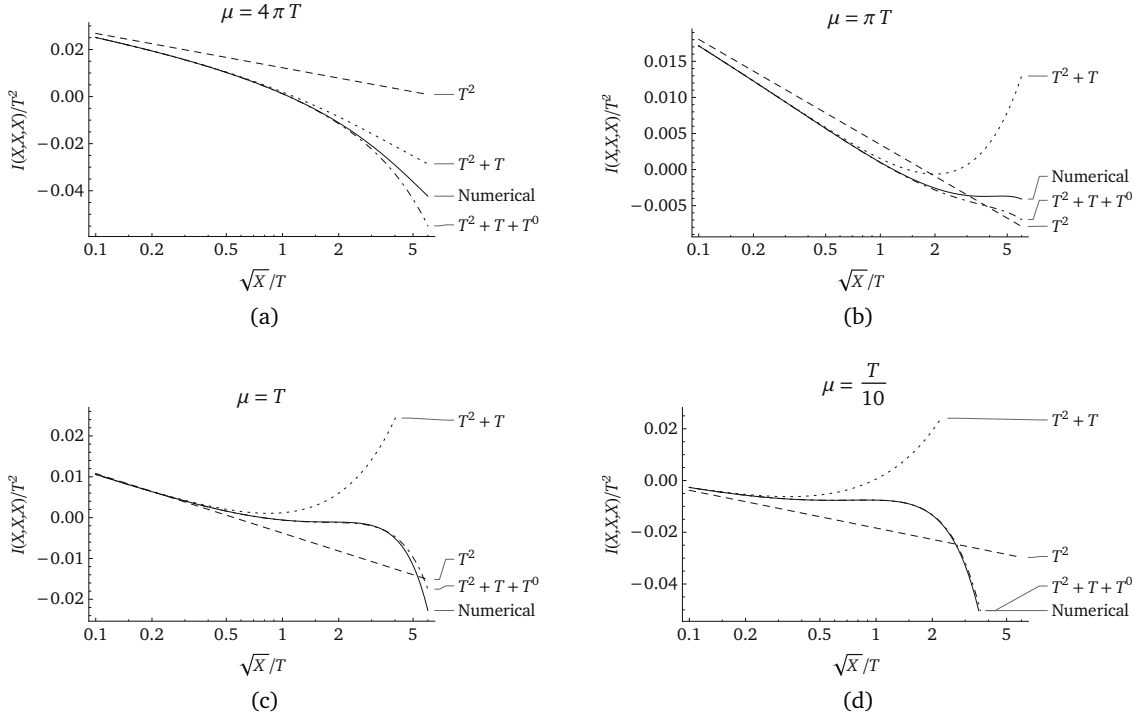 μ = 4 π T
I(X,X,X)/T²
0.02
0.00
−0.02
−0.04
T²
T² + T
Numerical
T² + T + T⁰
0.1 0.2 0.5 1 2 5
√X/T
(a)
μ = π T
I(X,X,X)/T²
0.015
0.010
0.005
0.000
−0.005
T² + T
Numerical
T² + T + T⁰
T²
0.1 0.2 0.5 1 2 5
√X/T
(b)
μ = T
I(X,X,X)/T²
0.02
0.01
0.00
−0.01
−0.02
T² + T
T²
T² + T + T⁰
Numerical
0.1 0.2 0.5 1 2 5
√X/T
(c)
μ = T/10
I(X,X,X)/T²
0.02
0.00
−0.02
−0.04
T² + T
T²
T² + T + T⁰
Numerical
0.1 0.2 0.5 1 2 5
√X/T
(d)